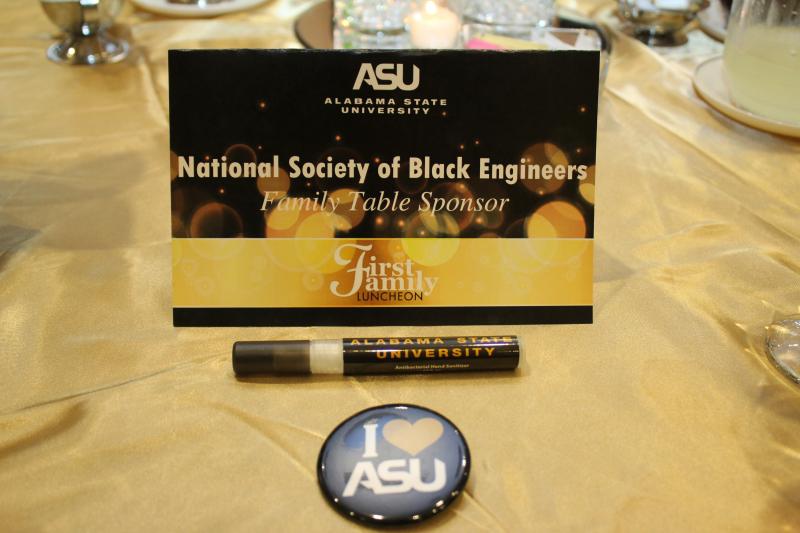 ASU
ALABAMA STATE
UNIVERSITY
National Society of Black Engineers
Family Table Sponsor
First
Family
LUNCHEON
ALABAMA STATE
UNIVERSITY
Antibacterial Hand Sanitizer
I
ASU